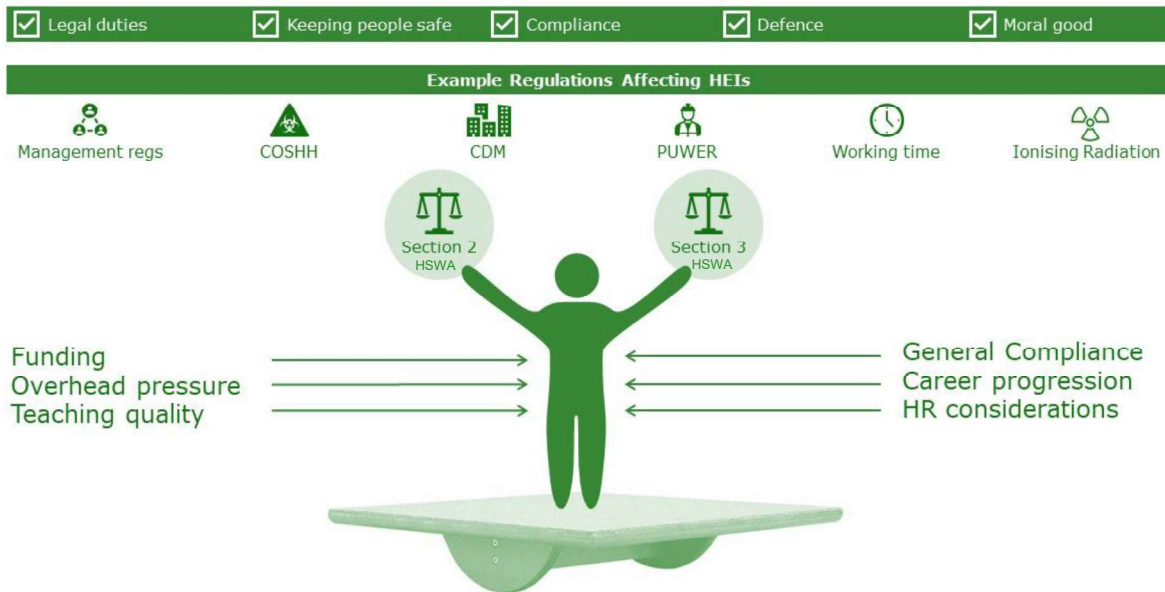 Legal duties
Keeping people safe
Compliance
Defence
Moral good
Example Regulations Affecting HEIs
Management regs
COSHH
CDM
PUWER
Working time
Ionising Radiation
Section 2
HSWA
Section 3
HSWA
Funding
Overhead pressure
Teaching quality
General Compliance
Career progression
HR considerations